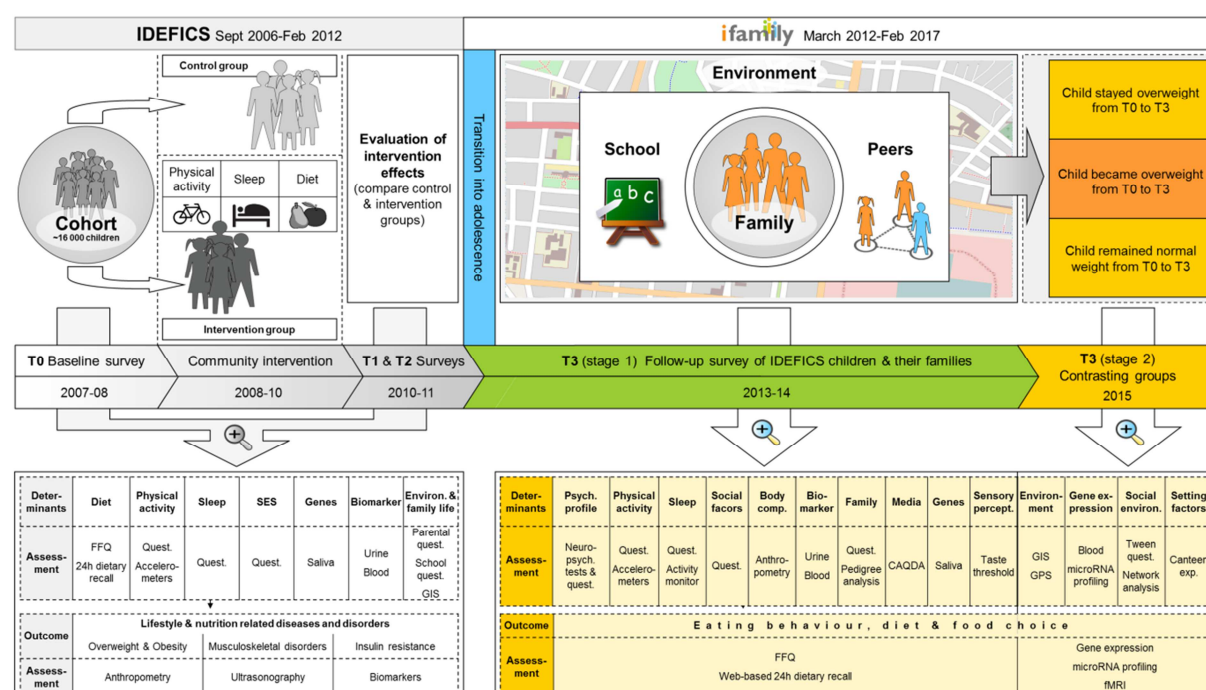 IDEFICS Sept 2006-Feb 2012
ifamily March 2012-Feb 2017
Control group
Cohort
~16 000 children
Physical activity
Sleep
Diet
Intervention group
Evaluation of
intervention
effects
(compare control
& intervention
groups)
Transition into adolescence
Environment
School
a b c
Family
Peers
Child stayed overweight
from T0 to T3
Child became overweight
from T0 to T3
Child remained normal
weight from T0 to T3
T0 Baseline survey
Community intervention
T1 & T2 Surveys
T3 (stage 1) Follow-up survey of IDEFICS children & their families
T3 (stage 2)
Contrasting groups
2007-08
2008-10
2010-11
2013-14
2015
Deter-
minants
Diet
Physical
activity
Sleep
SES
Genes
Biomarker
Environ. &
family life
Assess-
ment
FFQ
24h dietary
recall
Quest.
Accelero-
meters
Quest.
Quest.
Saliva
Urine
Blood
Parental
quest.
School
quest.
GIS
Outcome
Lifestyle & nutrition related diseases and disorders
Overweight & Obesity
Musculoskeletal disorders
Insulin resistance
Assess-
ment
Anthropometry
Ultrasonography
Biomarkers
Deter-
minants
Psych.
profile
Physical
activity
Sleep
Social
facors
Body
comp.
Bio-
marker
Family
Media
Genes
Sensory
percept.
Environ-
ment
Gene ex-
pression
Social
environ.
Setting
factors
Assess-
ment
Neuro-
psych.
tests &
quest.
Quest.
Accelero-
meters
Quest.
Activity
monitor
Quest.
Anthro-
pometry
Urine
Blood
Quest.
Pedigree
analysis
CAQDA
Saliva
Taste
threshold
GIS
GPS
Blood
microRNA
profiling
Tween
quest.
Network
analysis
Canteen
exp.
Outcome
Eating behaviour, diet & food choice
Assess-
ment
FFQ
Web-based 24h dietary recall
Gene expression
microRNA profiling
fMRI